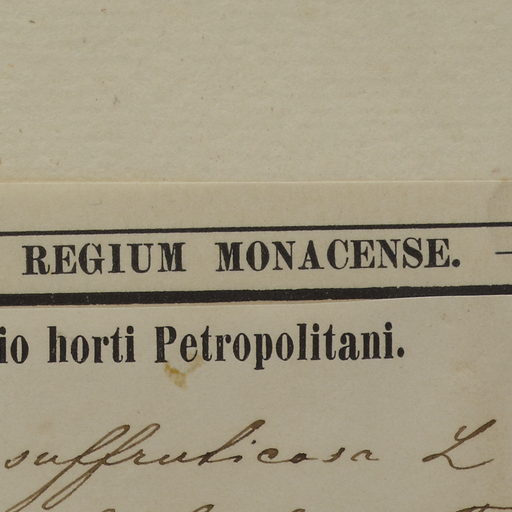 REGIUM MONACENSE. —
io horti Petropolitani.
suffruticosa L